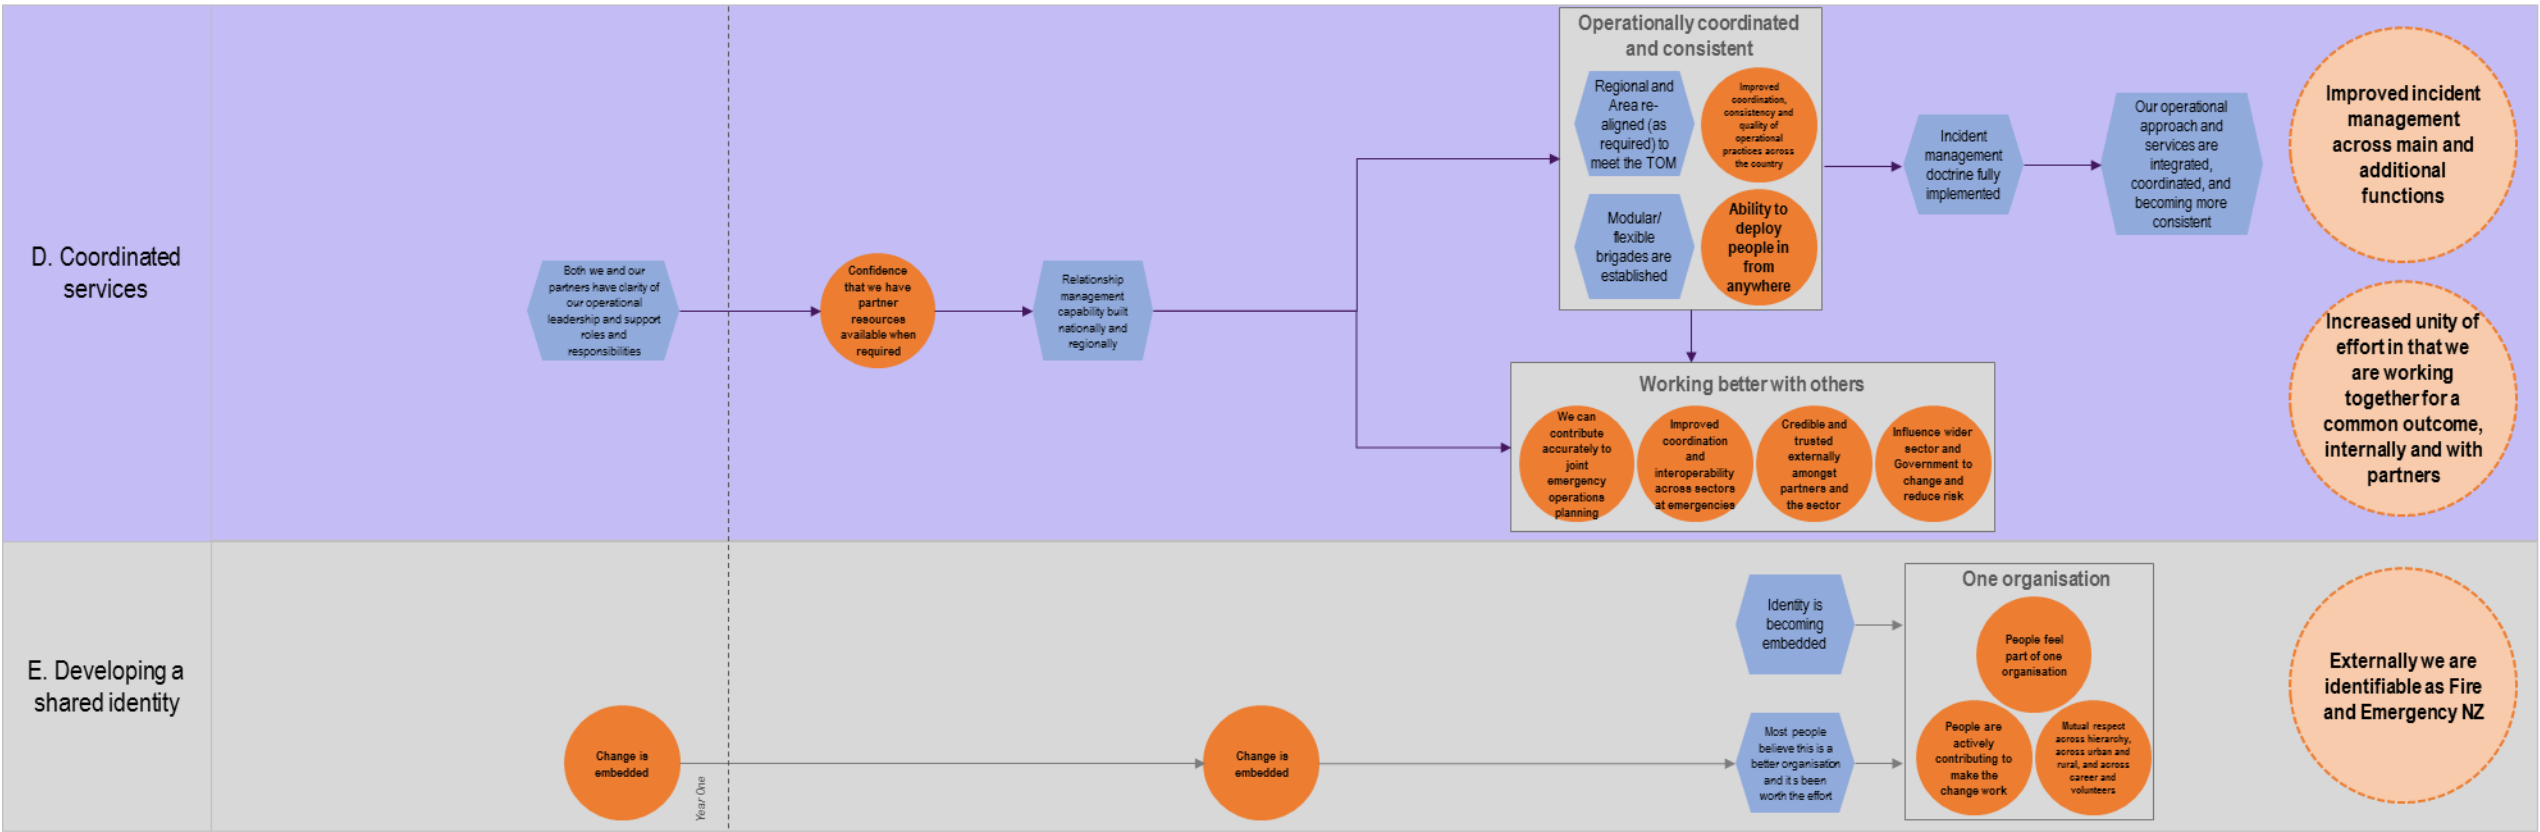 D. Coordinated
services
Both we and our
partners have clarity of
our operational
leadership and support
roles and
responsibilities
Confidence
that we have
partner
resources
available when
required
Relationship
management
capability built
nationally and
regionally
Operationally coordinated
and consistent
Regional and
Area re-
aligned (as
required) to
meet the TOM
Improved
coordination,
consistency and
quality of
operational
practices across
the country
Modular/
flexible
brigades are
established
Ability to
deploy
people in
from
anywhere
Incident
management
doctrine fully
implemented
Our operational
approach and
services are
integrated,
coordinated, and
becoming more
consistent
Improved incident
management
across main and
additional
functions
Working better with others
We can
contribute
accurately to
joint
emergency
operations
planning
Improved
coordination
and
interoperability
across sectors
at emergencies
Credible and
trusted
externally
amongst
partners and
the sector
Influence wider
sector and
Government to
change and
reduce risk
Increased unity of
effort in that we
are working
together for a
common outcome,
internally and with
partners
E. Developing a
shared identity
Change is
embedded
Year One
Change is
embedded
Identity is
becoming
embedded
Most people
believe this is a
better organisation
and it s been
worth the effort
One organisation
People feel
part of one
organisation
People are
actively
contributing to
make the
change work
Mutual respect
across hierarchy,
across urban and
rural, and across
career and
volunteers
Externally we are
identifiable as Fire
and Emergency NZ